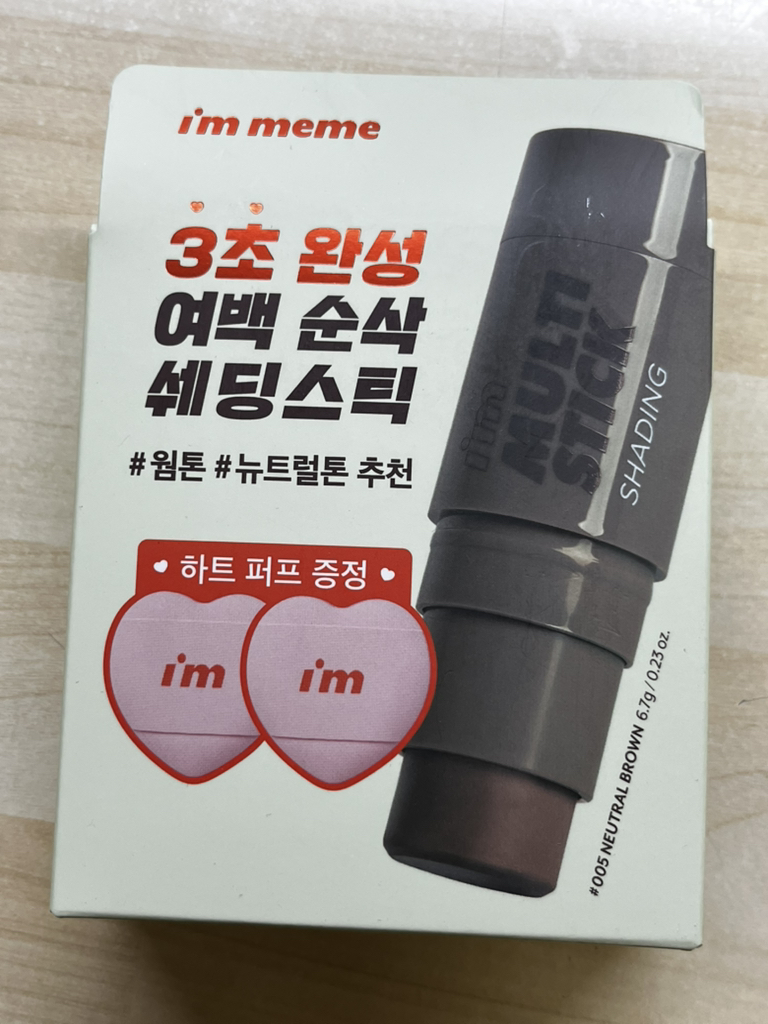 i'm meme
3초 완성
여백 순삭
쉐딩스틱
#웜톤 #뉴트럴톤 추천
하트 퍼프 증정
i'm
i'm
i'm
MULTI
STICK
SHADING
#005 NEUTRAL BROWN 6.7g / 0.23 oz.